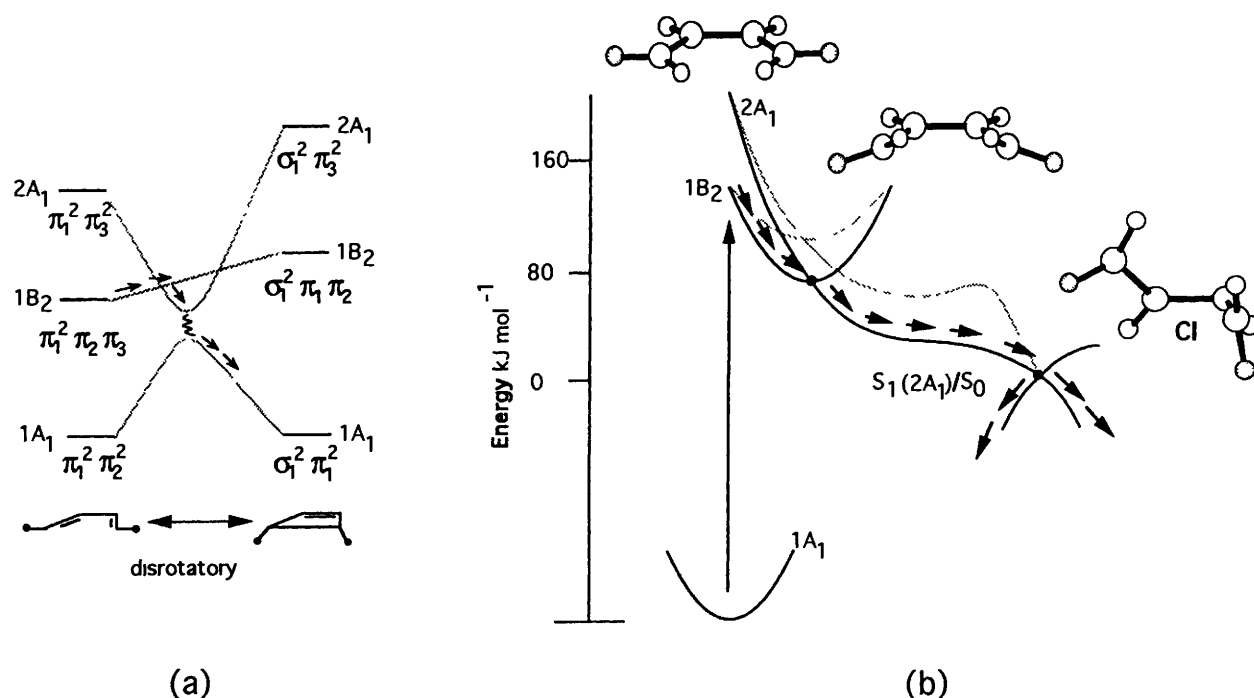 2A₁
π₁² π₃²
1B₂
π₁² π₂ π₃
1A₁
π₁² π₂²
2A₁
σ₁² π₃²
1B₂
σ₁² π₁ π₂
1A₁
σ₁² π₁²
disrotatory
(a)
Energy kJ mol⁻¹
160
80
0
2A₁
1B₂
S₁(2A₁)/S₀
CI
1A₁
(b)